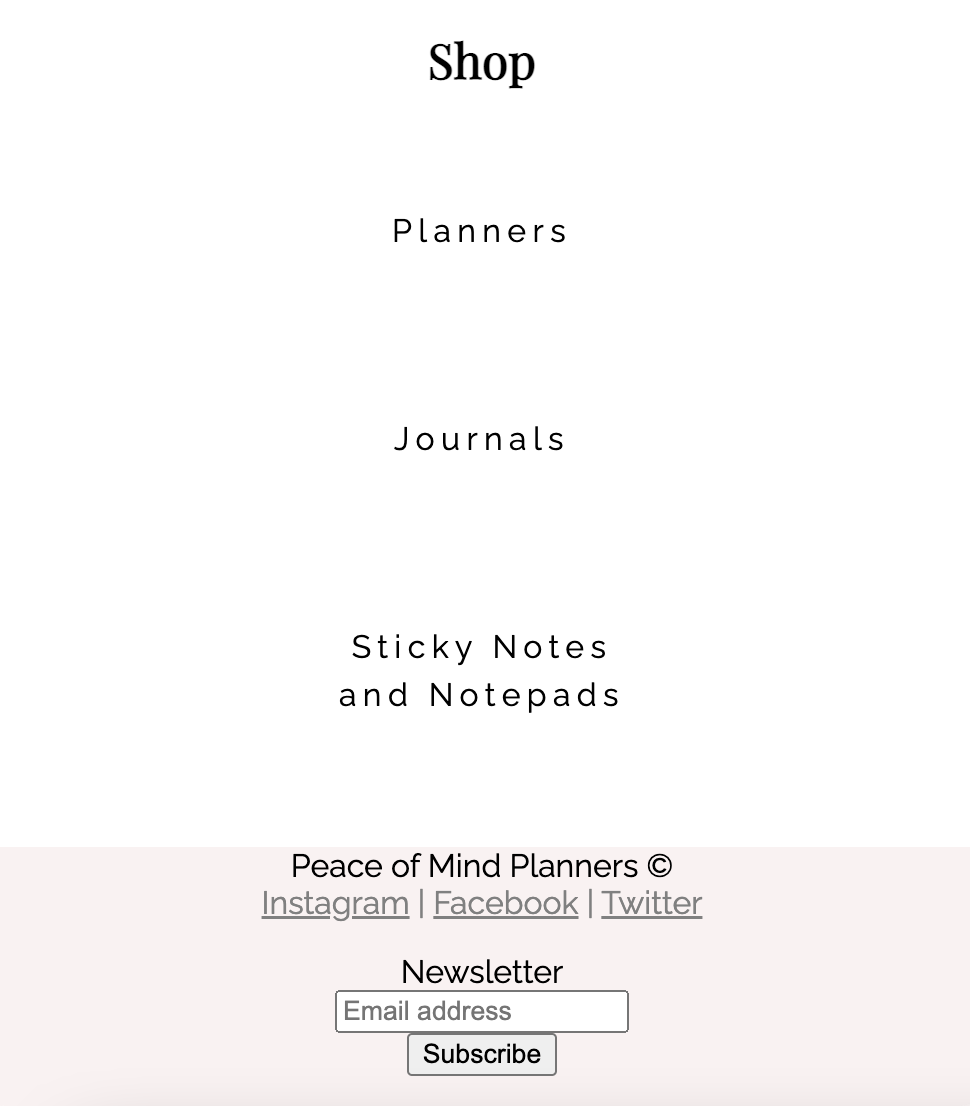 Shop
Planners
Journals
Sticky Notes
and Notepads
Peace of Mind Planners ©
Instagram | Facebook | Twitter
Newsletter
Email address
Subscribe